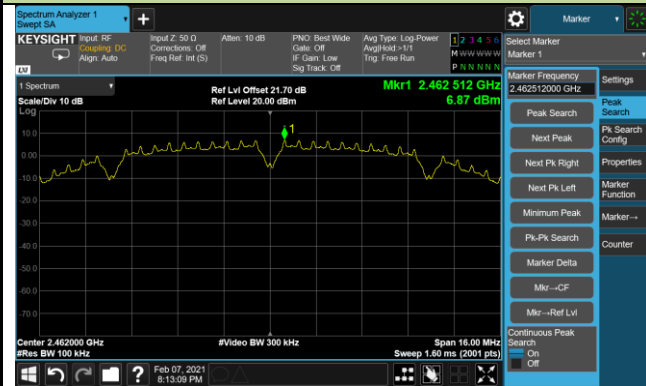 Spectrum Analyzer 1
Swept SA
+
Marker
KEYSIGHT
Input: RF
Coupling: DC
Align: Auto
Input Z: 50 Ω
Corrections: Off
Freq Ref: Int (S)
Atten: 10 dB
PNO: Best Wide
Gate: Off
IF Gain: Low
Sig Track: Off
Avg Type: Log-Power
Avg|Hold:>1/1
Trig: Free Run
1 2 3 4 5 6
M W W W W W
P N N N N N
LXI
Select Marker
Marker 1
1 Spectrum
Scale/Div 10 dB
Log
Ref Lvl Offset 21.70 dB
Ref Level 20.00 dBm
Mkr1 2.462 512 GHz
6.87 dBm
1
10.0
0.00
-10.0
-20.0
-30.0
-40.0
-50.0
-60.0
-70.0
Center 2.462000 GHz
#Res BW 100 kHz
#Video BW 300 kHz
Span 16.00 MHz
Sweep 1.60 ms (2001 pts)
Marker Frequency
2.462512000 GHz
Peak Search
Next Peak
Next Pk Right
Next Pk Left
Minimum Peak
Pk-Pk Search
Marker Delta
Mkr→CF
Mkr→Ref Lvl
Continuous Peak
Search
On
Off
Settings
Peak
Search
Pk Search
Config
Properties
Marker
Function
Marker→
Counter
?
Feb 07, 2021
8:13:09 PM